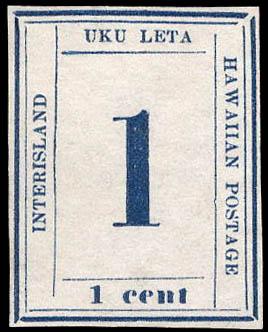 UKU LETA
INTERISLAND
1
HAWAIIAN POSTAGE
1 cent